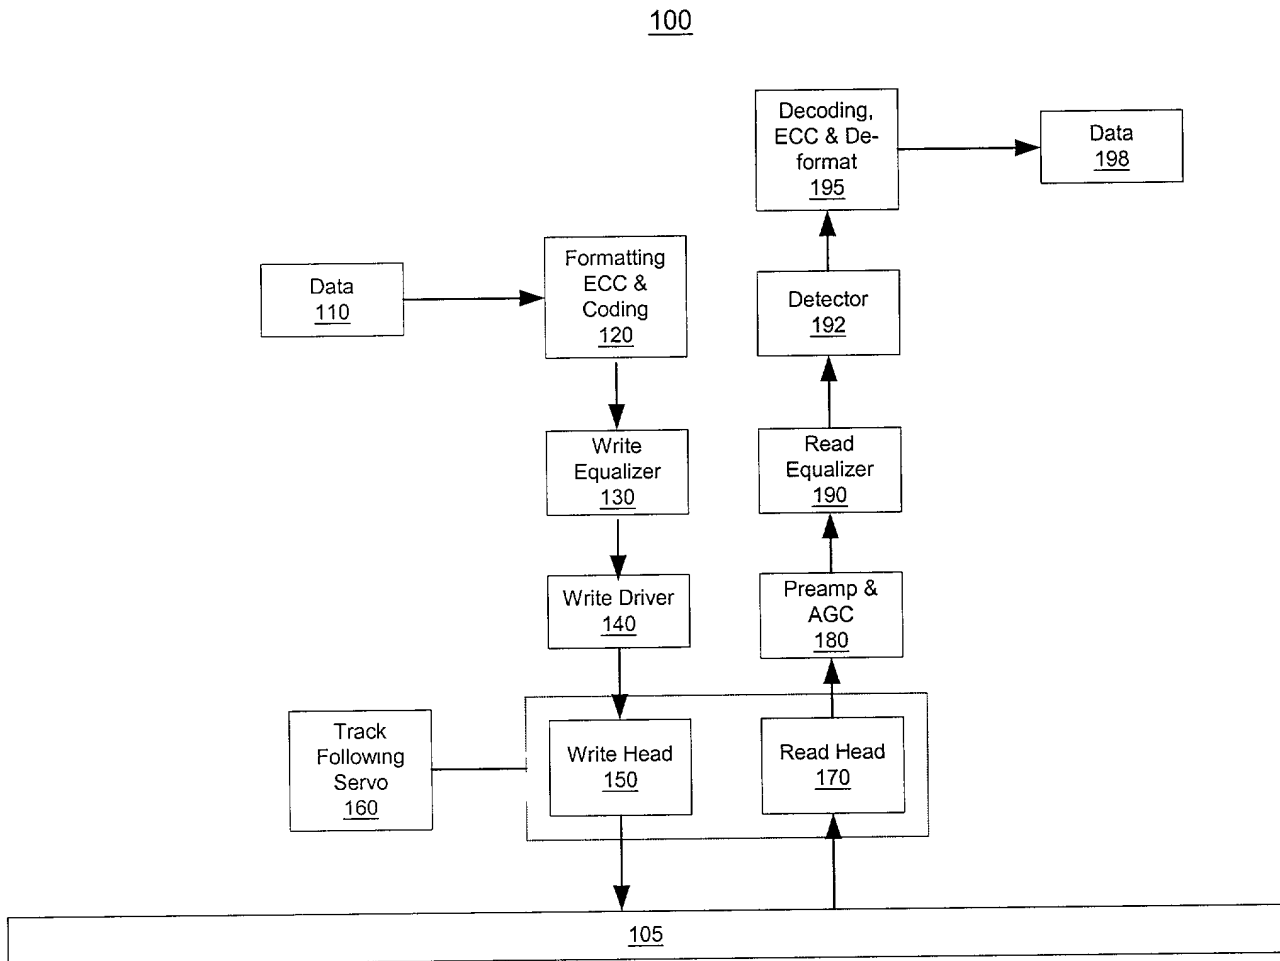 100
Decoding,
ECC & De-
format
195
Data
198
Formatting
ECC &
Coding
120
Data
110
Detector
192
Write
Equalizer
130
Read
Equalizer
190
Write Driver
140
Preamp &
AGC
180
Track
Following
Servo
160
Write Head
150
Read Head
170
105